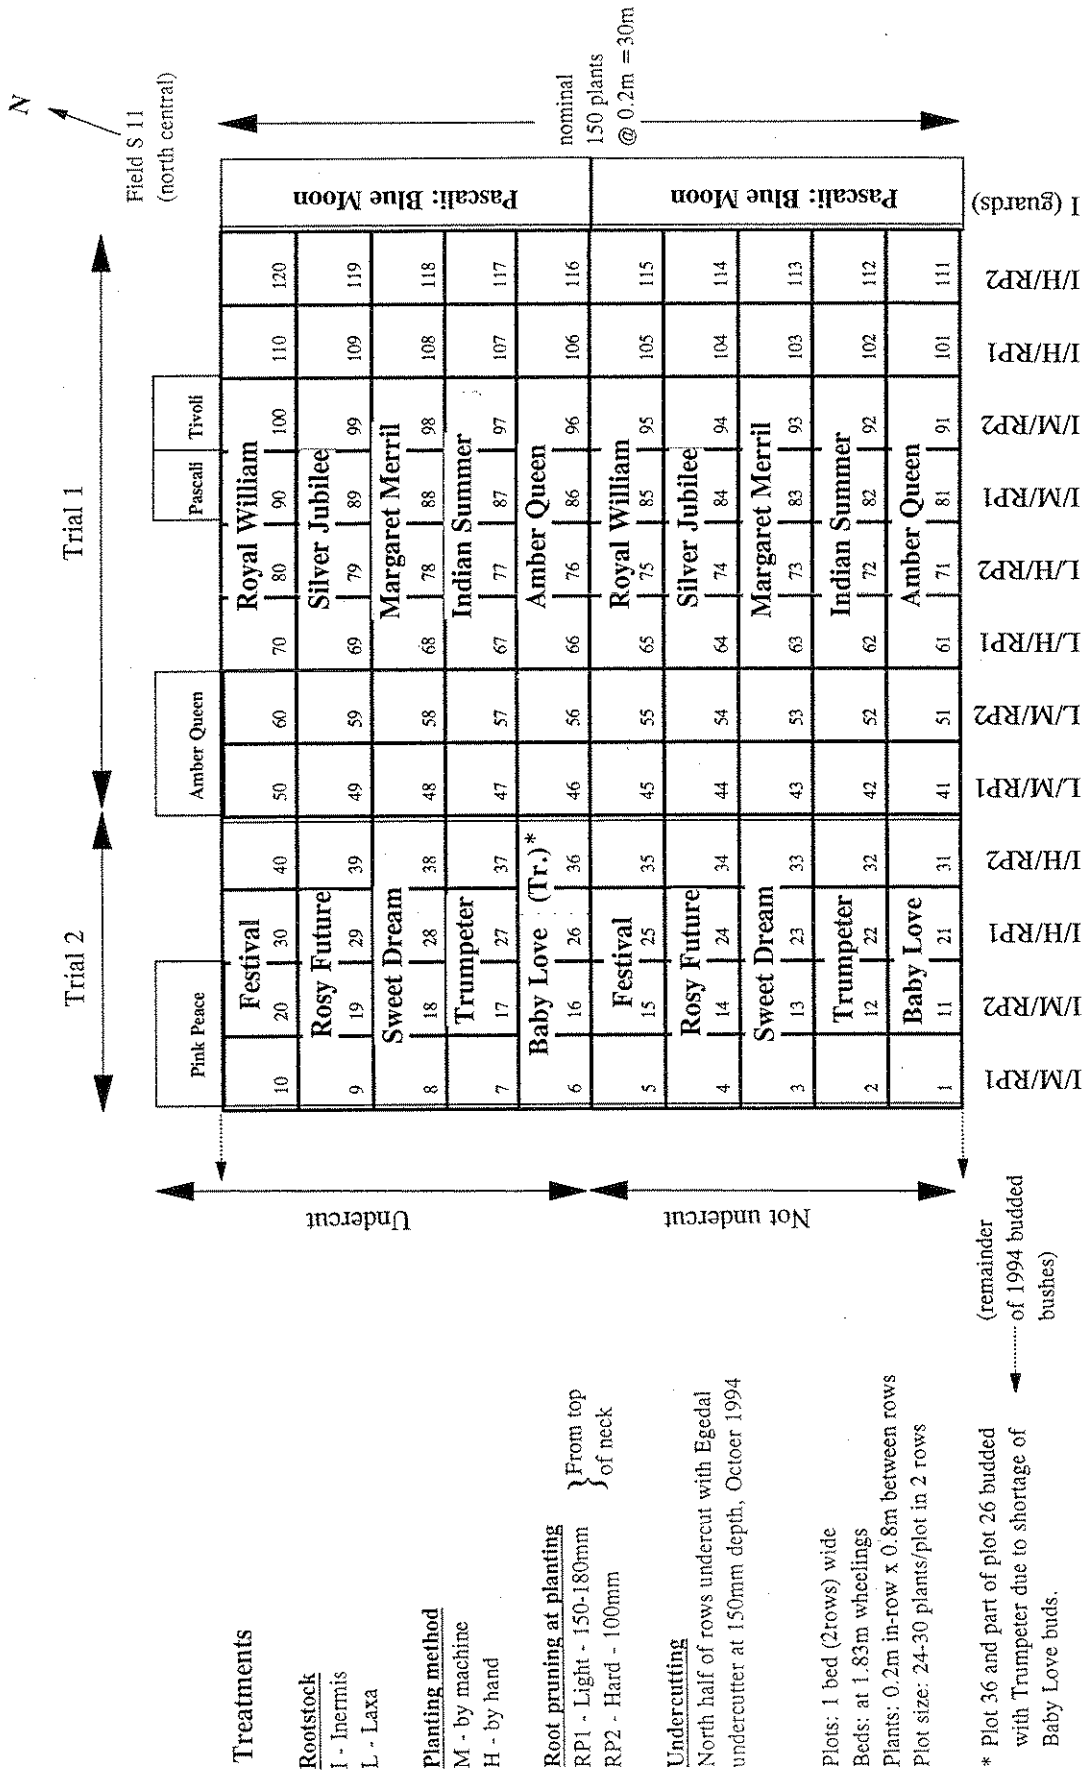 N
Field S 11
(north central)
Trial 2
Trial 1
Pink Peace
Amber Queen
Pascali
Tivoli
10 20 30 40 50 60 70 80 90 100 110 120
Festival
Royal William
9 19 29 39 49 59 69 79 89 99 109 119
Rosy Future
Silver Jubilee
8 18 28 38 48 58 68 78 88 98 108 118
Sweet Dream
Margaret Merril
7 17 27 37 47 57 67 77 87 97 107 117
Trumpeter
Indian Summer
6 16 26 36 46 56 66 76 86 96 106 116
Baby Love (Tr.)*
Amber Queen
5 15 25 35 45 55 65 75 85 95 105 115
Festival
Royal William
4 14 24 34 44 54 64 74 84 94 104 114
Rosy Future
Silver Jubilee
3 13 23 33 43 53 63 73 83 93 103 113
Sweet Dream
Margaret Merril
2 12 22 32 42 52 62 72 82 92 102 112
Trumpeter
Indian Summer
1 11 21 31 41 51 61 71 81 91 101 111
Baby Love
Amber Queen
Pascali: Blue Moon
Pascali: Blue Moon
nominal
150 plants
@ 0.2m = 30m
Undercut
Not undercut
I/M/RP1
I/M/RP2
I/H/RP1
I/H/RP2
L/M/RP1
L/M/RP2
L/H/RP1
L/H/RP2
I/M/RP1
I/M/RP2
I/H/RP1
I/H/RP2
I (guards)
(remainder
of 1994 budded
bushes)
Treatments
Rootstock
I - Inermis
L - Laxa
Planting method
M - by machine
H - by hand
Root pruning at planting
RP1 - Light - 150-180mm
RP2 - Hard - 100mm
}From top
of neck
Undercutting
North half of rows undercut with Egedal
undercutter at 150mm depth, Octoer 1994
Plots: 1 bed (2rows) wide
Beds: at 1.83m wheelings
Plants: 0.2m in-row x 0.8m between rows
Plot size: 24-30 plants/plot in 2 rows
* Plot 36 and part of plot 26 budded
with Trumpeter due to shortage of
Baby Love buds.